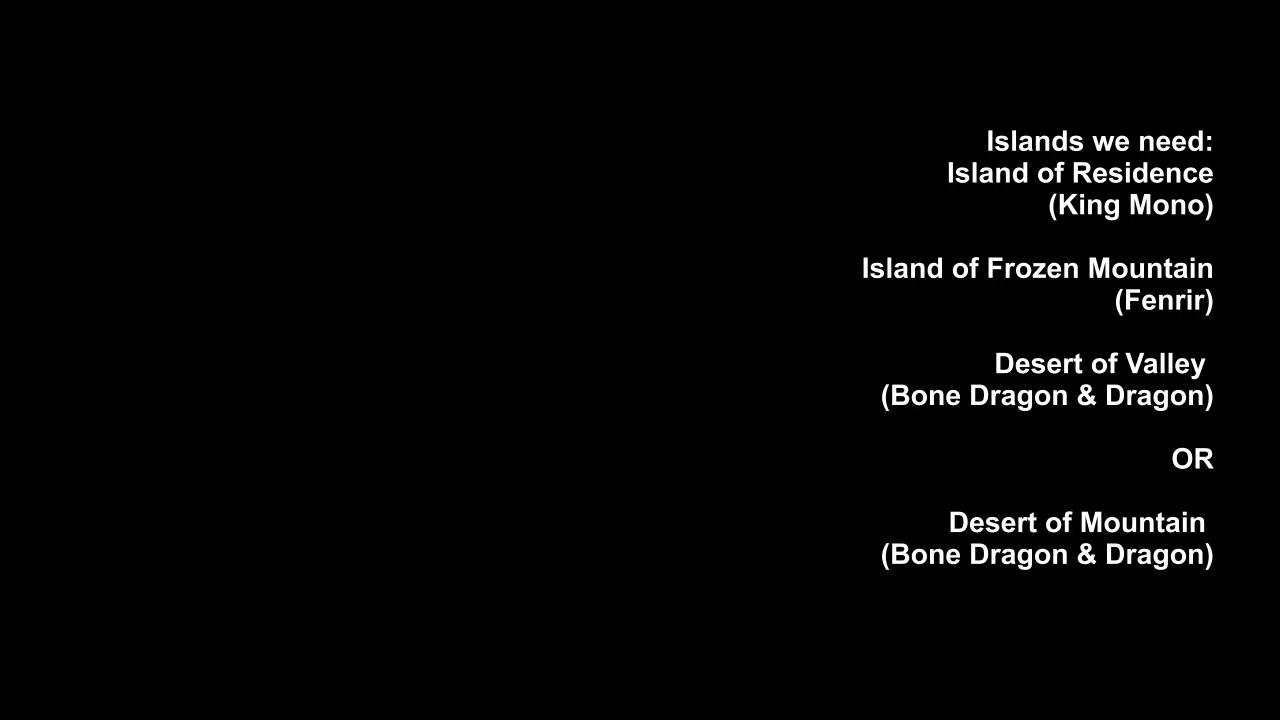 Islands we need:
Island of Residence
(King Mono)
Island of Frozen Mountain
(Fenrir)
Desert of Valley
(Bone Dragon & Dragon)
OR
Desert of Mountain
(Bone Dragon & Dragon)